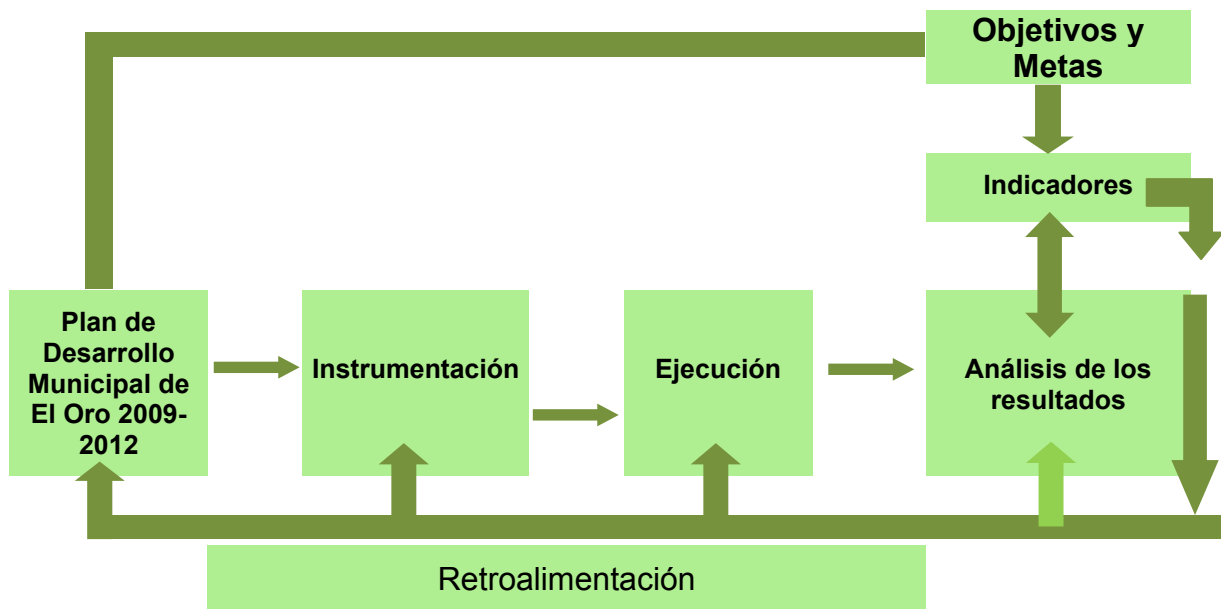 Objetivos y
Metas
Indicadores
Plan de
Desarrollo
Municipal de
El Oro 2009-
2012
Instrumentación
Ejecución
Análisis de los
resultados
Retroalimentación